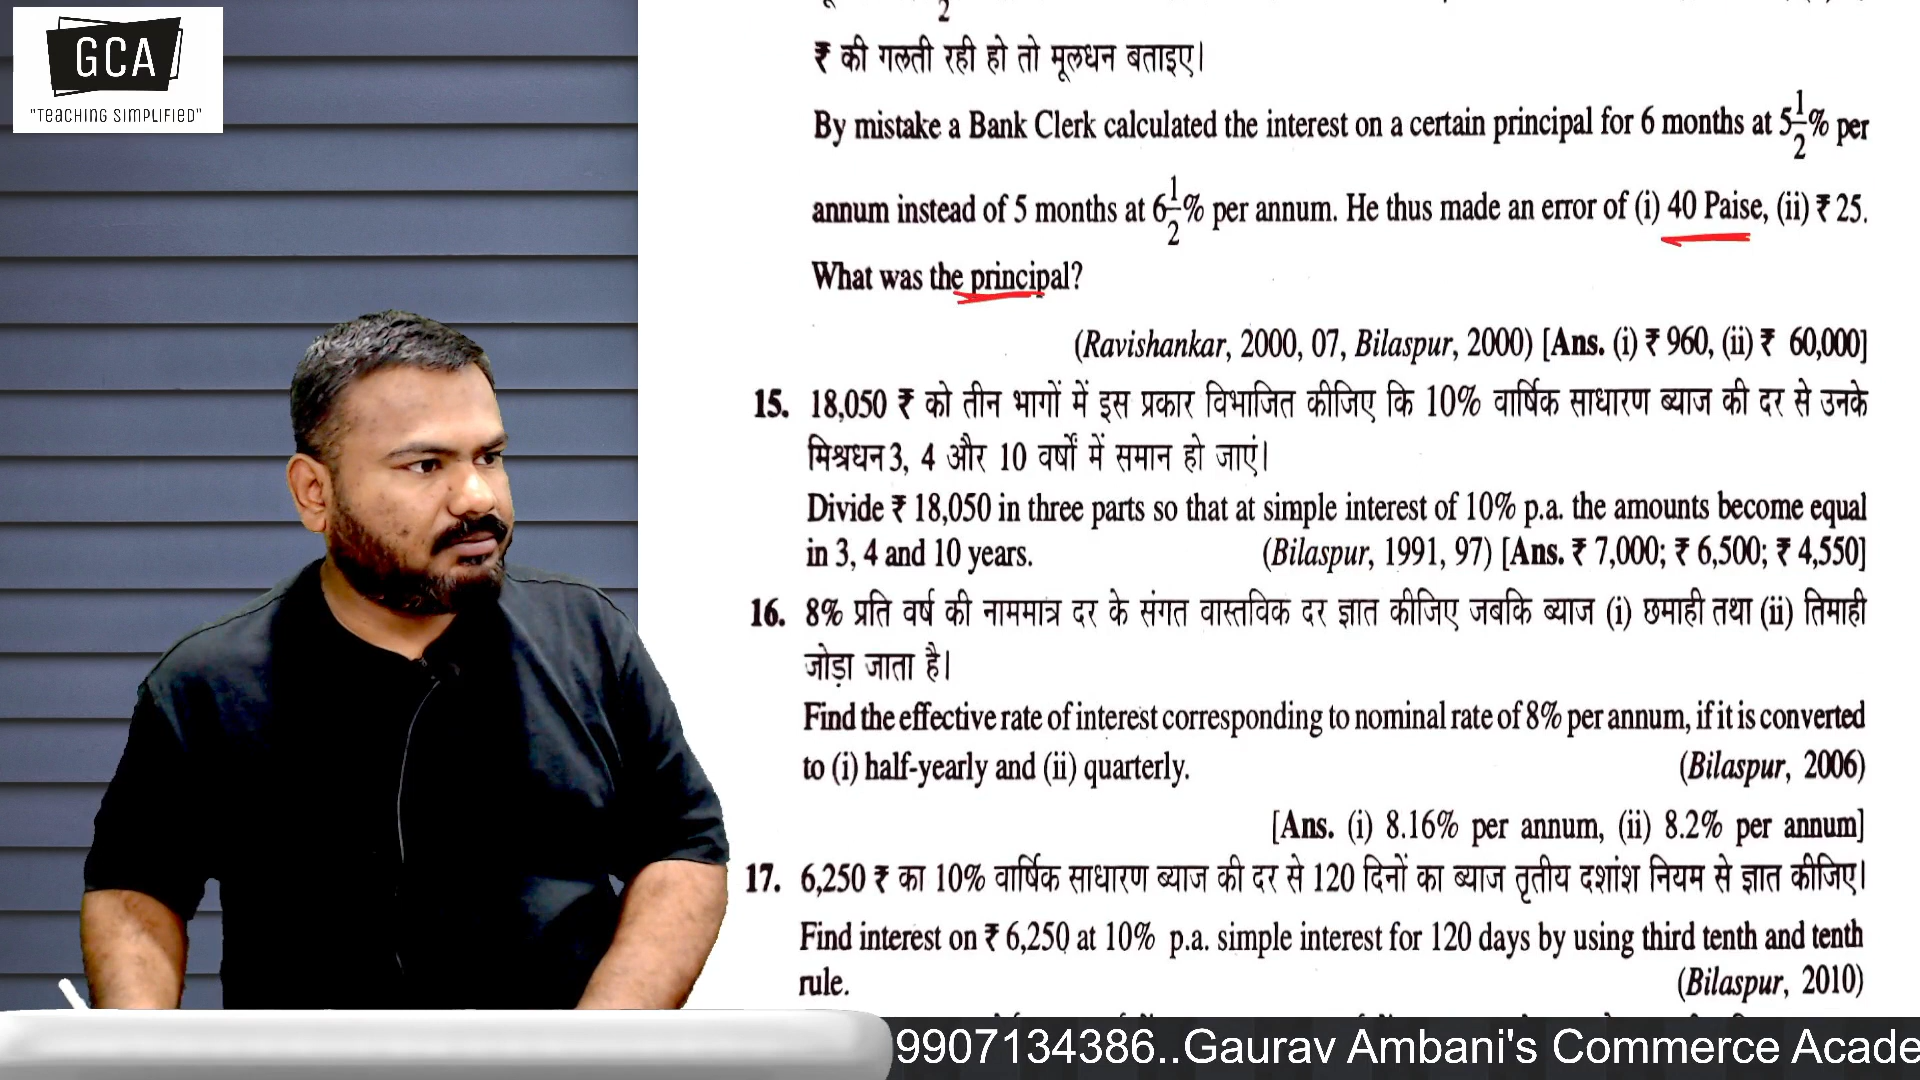 GCA
"Teaching Simplified"
₹ की गलती रही हो तो मूलधन बताइए।
By mistake a Bank Clerk calculated the interest on a certain principal for 6 months at 5 1/2% per
annum instead of 5 months at 6 1/2% per annum. He thus made an error of (i) 40 Paise, (ii) ₹ 25.
What was the principal?
(Ravishankar, 2000, 07, Bilaspur, 2000) [Ans. (i) ₹ 960, (ii) ₹ 60,000]
15. 18,050 ₹ को तीन भागों में इस प्रकार विभाजित कीजिए कि 10% वार्षिक साधारण ब्याज की दर से उनके
मिश्रधन 3, 4 और 10 वर्षों में समान हो जाएं।
Divide ₹ 18,050 in three parts so that at simple interest of 10% p.a. the amounts become equal
in 3, 4 and 10 years. (Bilaspur, 1991, 97) [Ans. ₹ 7,000; ₹ 6,500; ₹ 4,550]
16. 8% प्रति वर्ष की नाममात्र दर के संगत वास्तविक दर ज्ञात कीजिए जबकि ब्याज (i) छमाही तथा (ii) तिमाही
जोड़ा जाता है।
Find the effective rate of interest corresponding to nominal rate of 8% per annum, if it is converted
to (i) half-yearly and (ii) quarterly. (Bilaspur, 2006)
[Ans. (i) 8.16% per annum, (ii) 8.2% per annum]
17. 6,250 ₹ का 10% वार्षिक साधारण ब्याज की दर से 120 दिनों का ब्याज तृतीय दशांश नियम से ज्ञात कीजिए।
Find interest on ₹ 6,250 at 10% p.a. simple interest for 120 days by using third tenth and tenth
rule. (Bilaspur, 2010)
9907134386..Gaurav Ambani's Commerce Acade